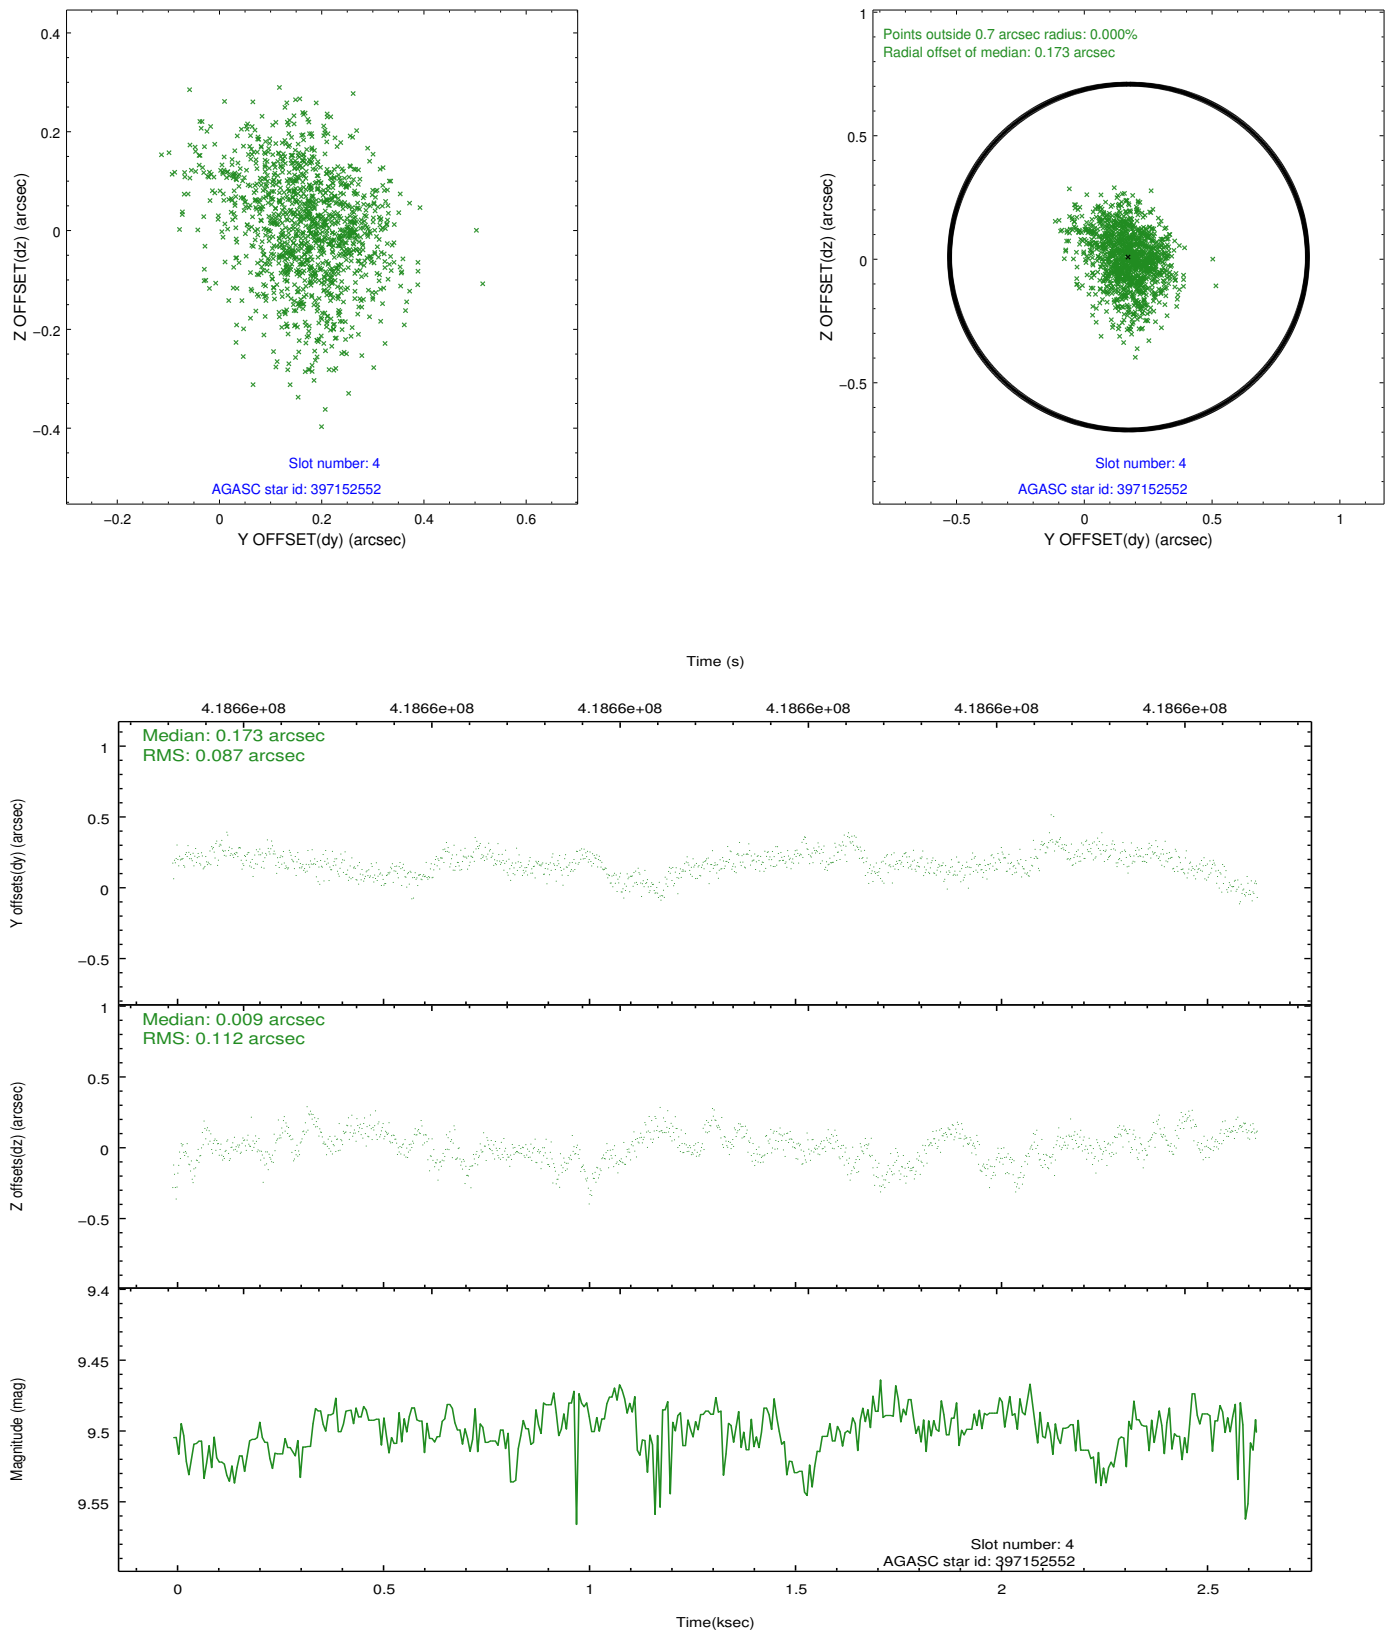 0.4
0.2
0
−0.2
−0.4
Z OFFSET(dz) (arcsec)
Slot number: 4
AGASC star id: 397152552
−0.2 0 0.2 0.4 0.6
Y OFFSET(dy) (arcsec)
1
0.5
0
−0.5
Z OFFSET(dz) (arcsec)
Points outside 0.7 arcsec radius: 0.000%
Radial offset of median: 0.173 arcsec
Slot number: 4
AGASC star id: 397152552
−0.5 0 0.5 1
Y OFFSET(dy) (arcsec)
Time (s)
4.1866e+08 4.1866e+08 4.1866e+08 4.1866e+08 4.1866e+08 4.1866e+08
Median: 0.173 arcsec
RMS: 0.087 arcsec
1
0.5
0
−0.5
Y offsets(dy) (arcsec)
Median: 0.009 arcsec
RMS: 0.112 arcsec
1
0.5
0
−0.5
Z offsets(dz) (arcsec)
9.4
9.45
9.5
9.55
Magnitude (mag)
Slot number: 4
AGASC star id: 397152552
0 0.5 1 1.5 2 2.5
Time(ksec)